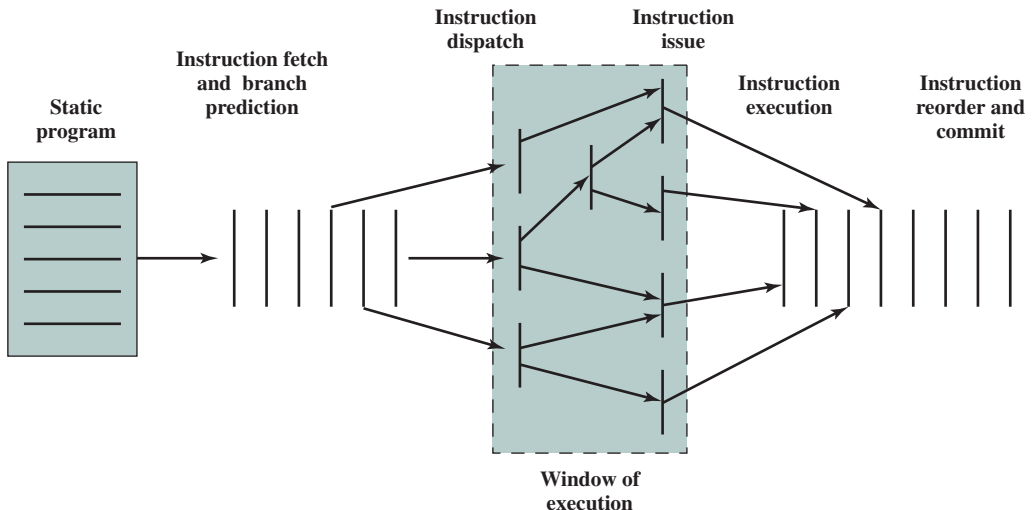 Static
program
Instruction fetch
and branch
prediction
Instruction
dispatch
Instruction
issue
Instruction
execution
Instruction
reorder and
commit
Window of
execution